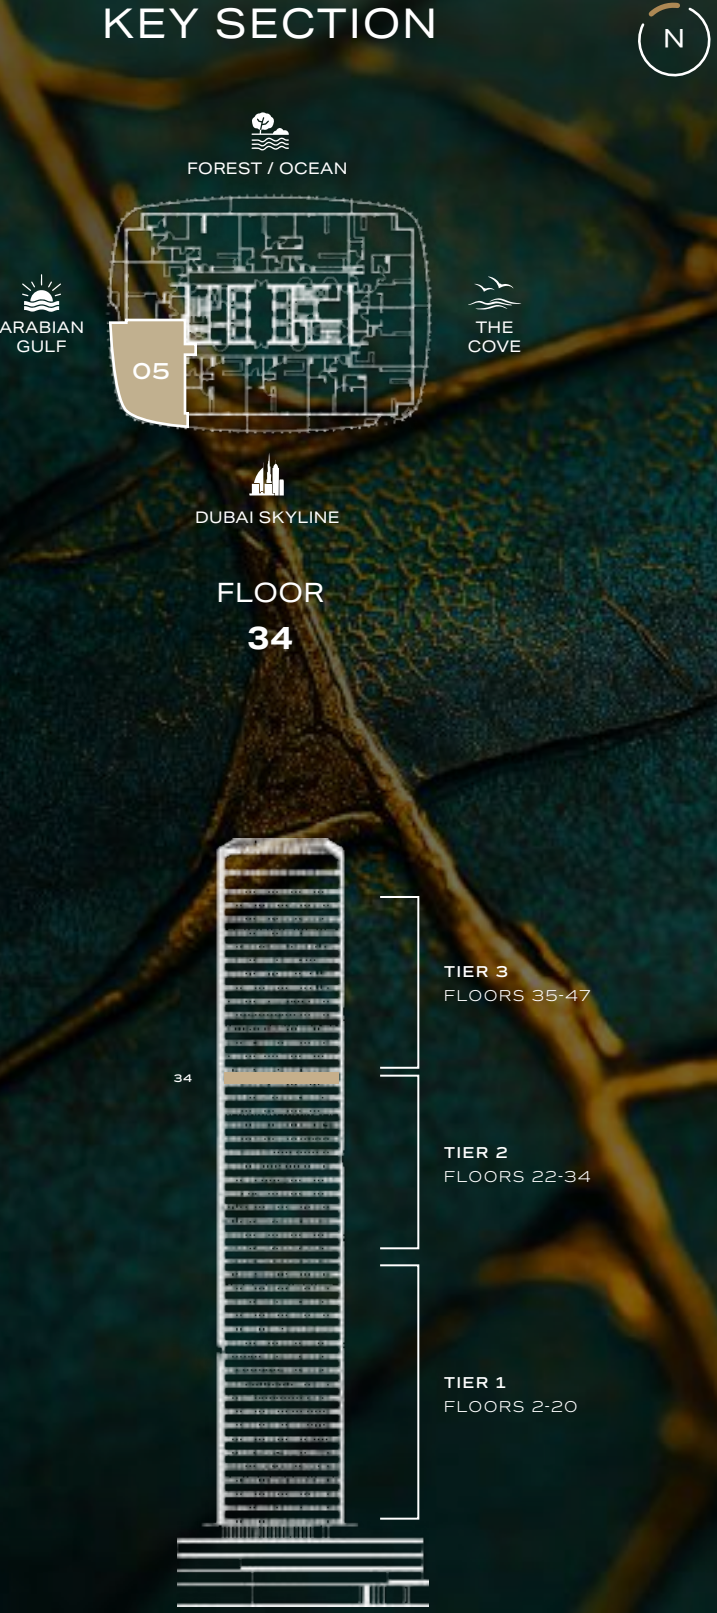 KEY SECTION
N
FOREST / OCEAN
ARABIAN
GULF
THE
COVE
05
DUBAI SKYLINE
FLOOR
34
TIER 3
FLOORS 35-47
34
TIER 2
FLOORS 22-34
TIER 1
FLOORS 2-20